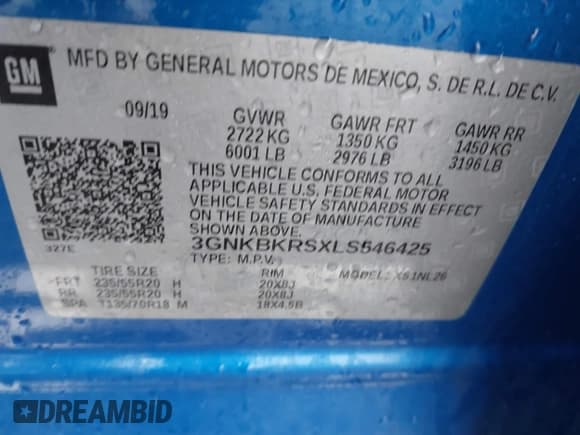 GM
MFD BY GENERAL MOTORS DE MEXICO, S. DE R.L. DE C.V.
09/19 GVWR GAWR FRT GAWR RR
2722 KG 1350 KG 1450 KG
6001 LB 2976 LB 3196 LB
THIS VEHICLE CONFORMS TO ALL
APPLICABLE U.S. FEDERAL MOTOR
VEHICLE SAFETY STANDARDS IN EFFECT
ON THE DATE OF MANUFACTURE
SHOWN ABOVE.
3GNKBKRSXLS546425
327E TYPE: M.P.V. MODEL: 1NL26
TIRE SIZE RIM
FRT 235/55R20 H 20X8J
RR 235/55R20 H 20X8J
SPA T135/70R18 M 18X4.5B
DREAMBID